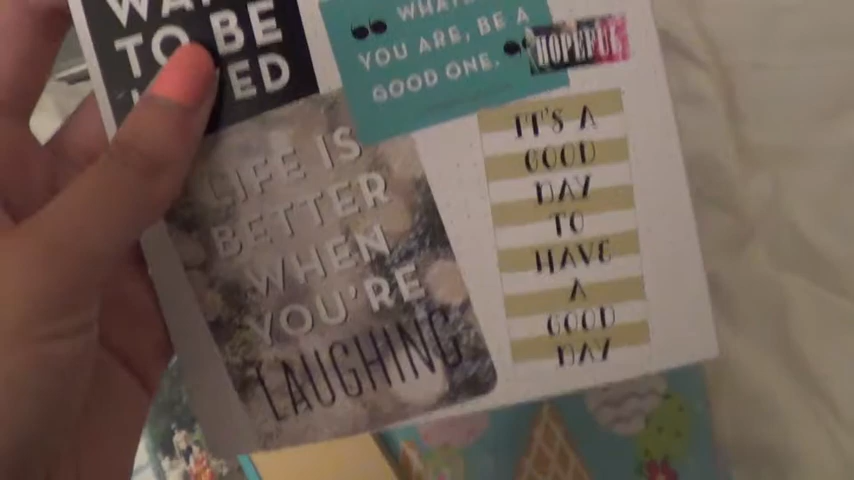 TO BE
ED
YOU ARE, BE A
GOOD ONE.
HOPEFUL
LIFE IS
BETTER
WHEN
YOU'RE
LAUGHING
IT'S A
GOOD
DAY
TO
HAVE
A
GOOD
DAY